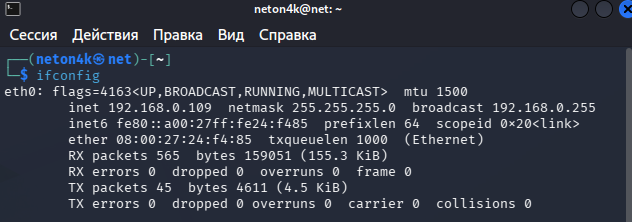 neton4k@net: ~
Сессия Действия Правка Вид Справка
┌──(neton4k㉿net)-[~]
└─$ ifconfig
eth0: flags=4163<UP,BROADCAST,RUNNING,MULTICAST>  mtu 1500
        inet 192.168.0.109  netmask 255.255.255.0  broadcast 192.168.0.255
        inet6 fe80::a00:27ff:fe24:f485  prefixlen 64  scopeid 0×20<link>
        ether 08:00:27:24:f4:85  txqueuelen 1000  (Ethernet)
        RX packets 565  bytes 159051 (155.3 KiB)
        RX errors 0  dropped 0  overruns 0  frame 0
        TX packets 45  bytes 4611 (4.5 KiB)
        TX errors 0  dropped 0 overruns 0  carrier 0  collisions 0